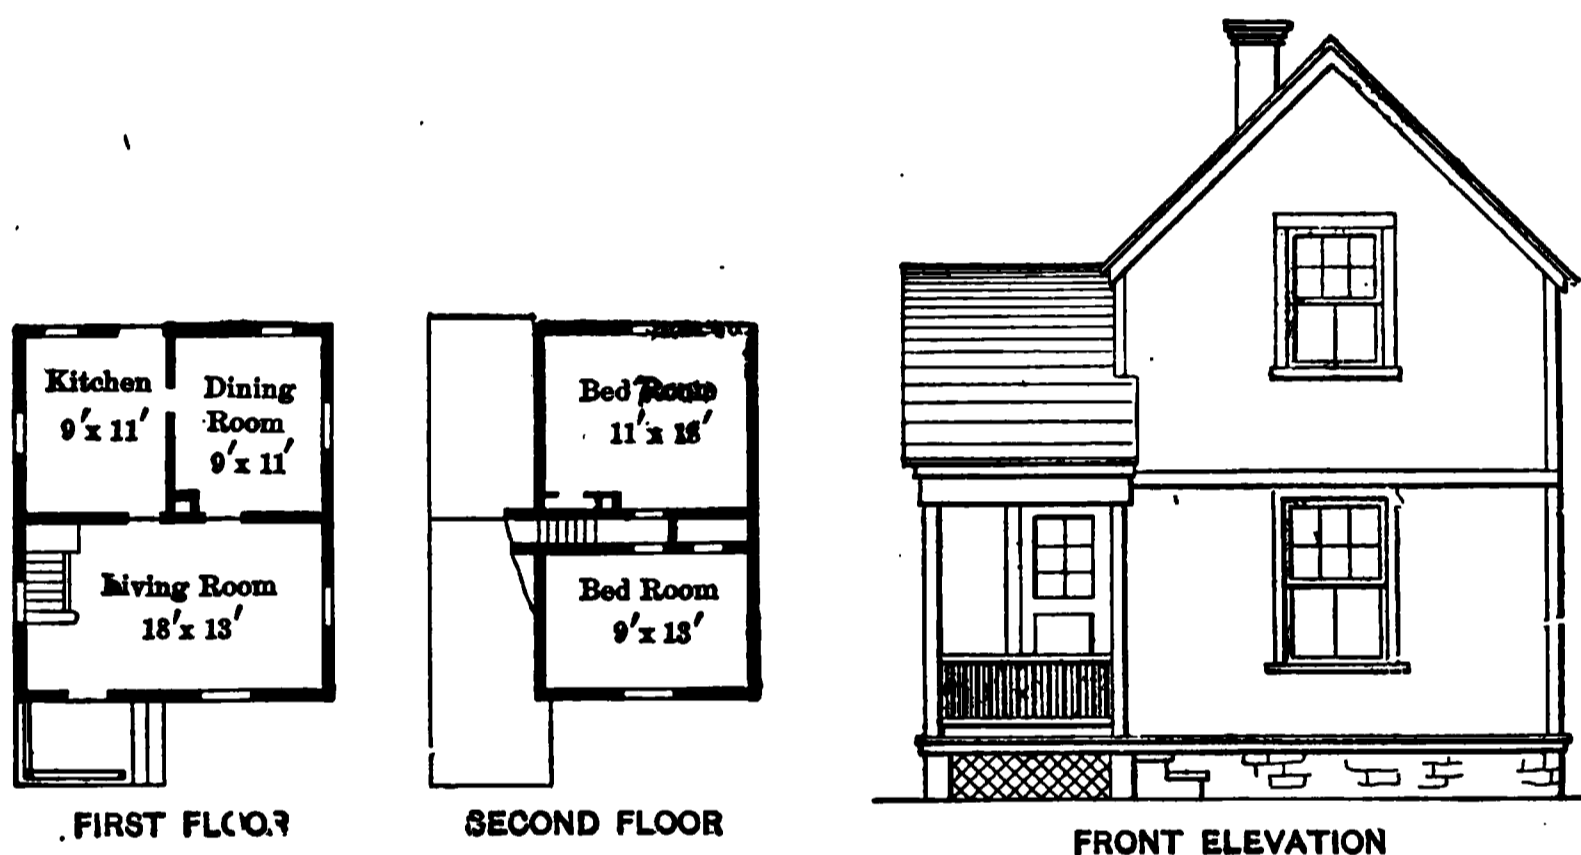 Kitchen
9' x 11'
Dining
Room
9' x 11'
Living Room
18' x 13'
FIRST FLOOR
Bed Room
11' x 13'
Bed Room
9' x 13'
SECOND FLOOR
FRONT ELEVATION